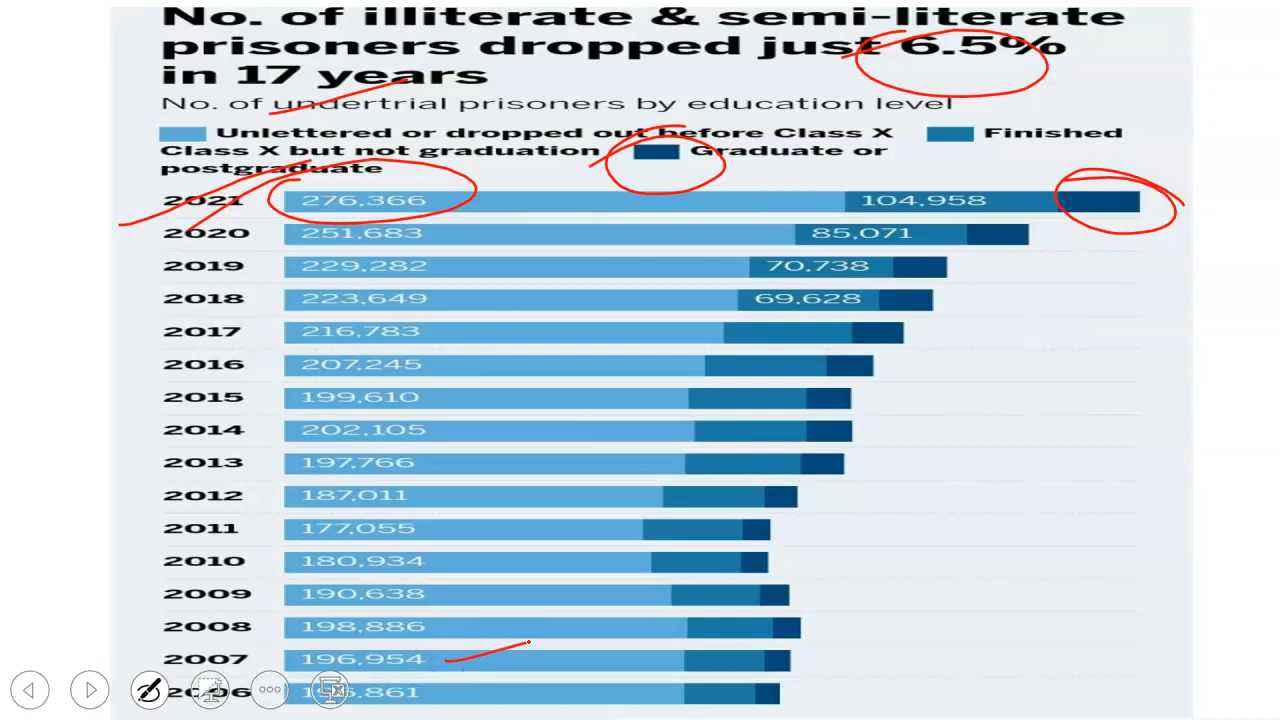 No. of illiterate & semi-literate
prisoners dropped just 6.5%
in 17 years
No. of undertrial prisoners by education level
Unlettered or dropped out before Class X Finished
Class X but not graduation Graduate or
postgraduate
2021 276,366 104,958
2020 251,683 85,071
2019 229,282 70,738
2018 223,649 69,628
2017 216,783
2016 207,245
2015 199,610
2014 202,105
2013 197,766
2012 187,011
2011 177,055
2010 180,934
2009 190,638
2008 198,886
2007 196,954